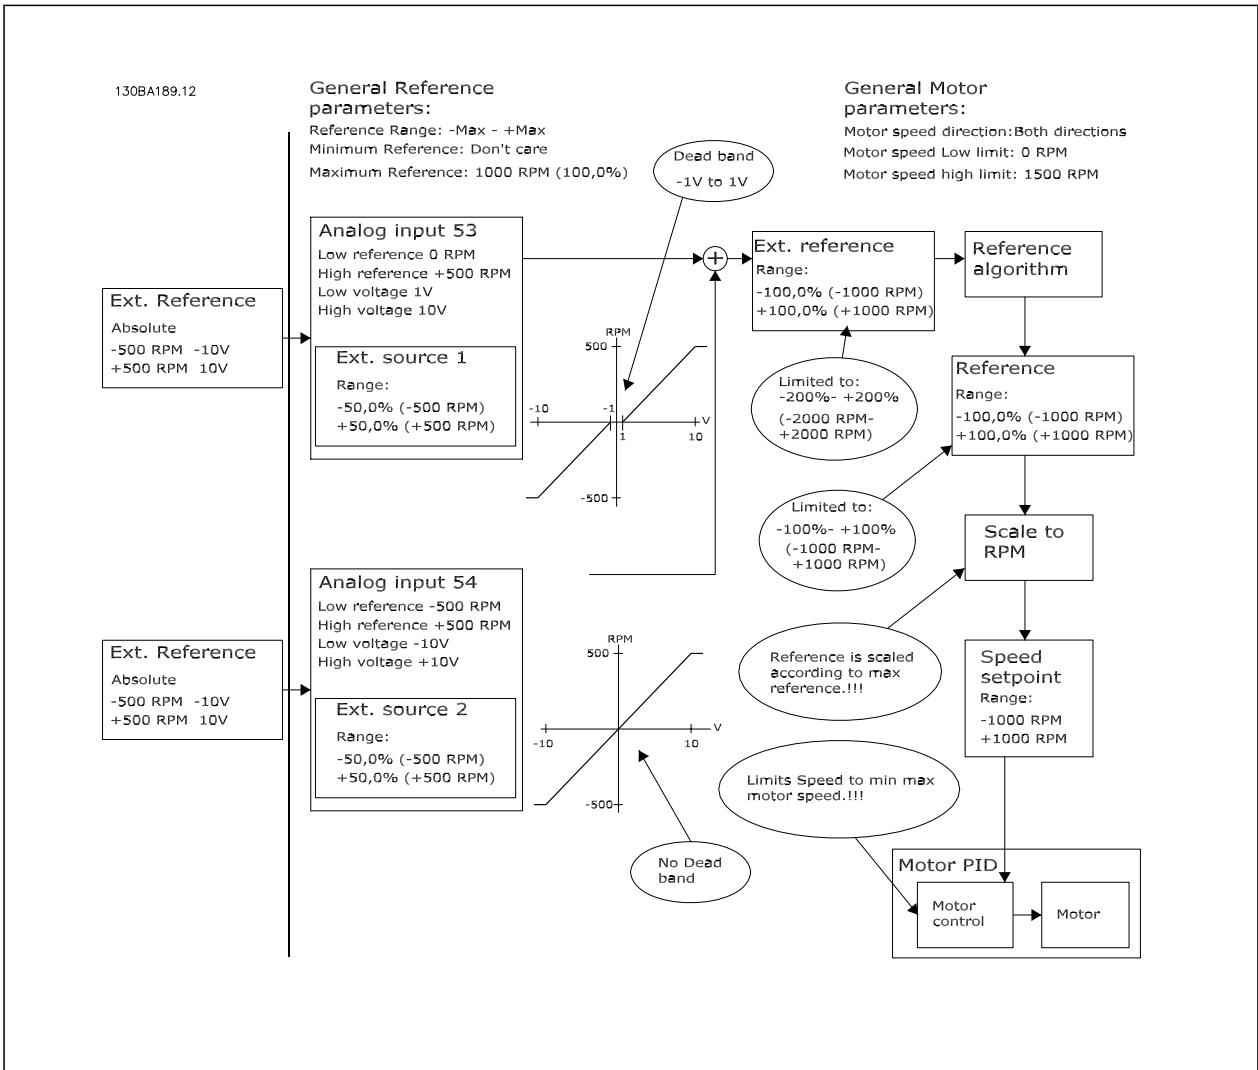 130BA189.12
General Reference
parameters:
Reference Range: -Max - +Max
Minimum Reference: Don't care
Maximum Reference: 1000 RPM (100,0%)
General Motor
parameters:
Motor speed direction:Both directions
Motor speed Low limit: 0 RPM
Motor speed high limit: 1500 RPM
Dead band
-1V to 1V
Ext. Reference
Absolute
-500 RPM -10V
+500 RPM 10V
Analog input 53
Low reference 0 RPM
High reference +500 RPM
Low voltage 1V
High voltage 10V
Ext. source 1
Range:
-50,0% (-500 RPM)
+50,0% (+500 RPM)
RPM
500
-10
-1
V
1
10
-500
Ext. reference
Range:
-100,0% (-1000 RPM)
+100,0% (+1000 RPM)
Reference
algorithm
Limited to:
-200%- +200%
(-2000 RPM-
+2000 RPM)
Reference
Range:
-100,0% (-1000 RPM)
+100,0% (+1000 RPM)
Limited to:
-100%- +100%
(-1000 RPM-
+1000 RPM)
Scale to
RPM
Ext. Reference
Absolute
-500 RPM -10V
+500 RPM 10V
Analog input 54
Low reference -500 RPM
High reference +500 RPM
Low voltage -10V
High voltage +10V
Ext. source 2
Range:
-50,0% (-500 RPM)
+50,0% (+500 RPM)
RPM
500
V
-10
10
-500
No Dead
band
Reference is scaled
according to max
reference.!!!
Speed
setpoint
Range:
-1000 RPM
+1000 RPM
Limits Speed to min max
motor speed.!!!
Motor PID
Motor
control
Motor